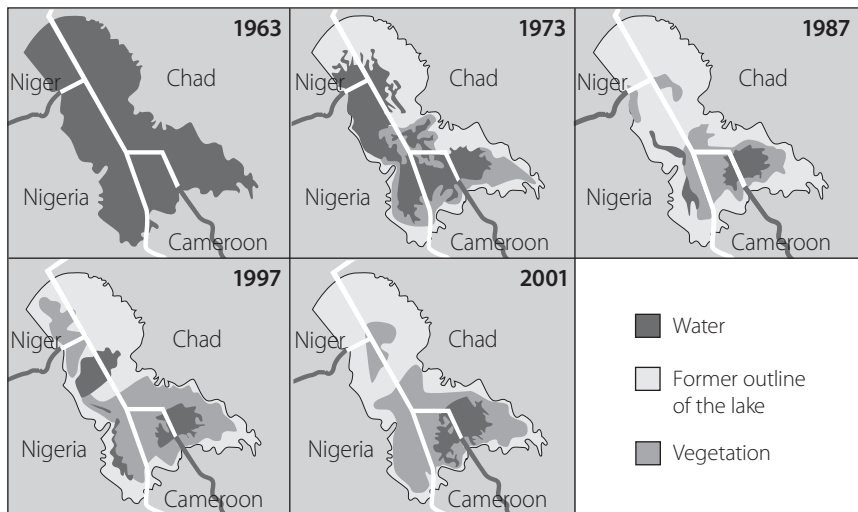 1963
Niger
Chad
Nigeria
Cameroon
1973
Niger
Chad
Nigeria
Cameroon
1987
Niger
Chad
Nigeria
Cameroon
1997
Niger
Chad
Nigeria
Cameroon
2001
Niger
Chad
Nigeria
Cameroon
Water
Former outline
of the lake
Vegetation